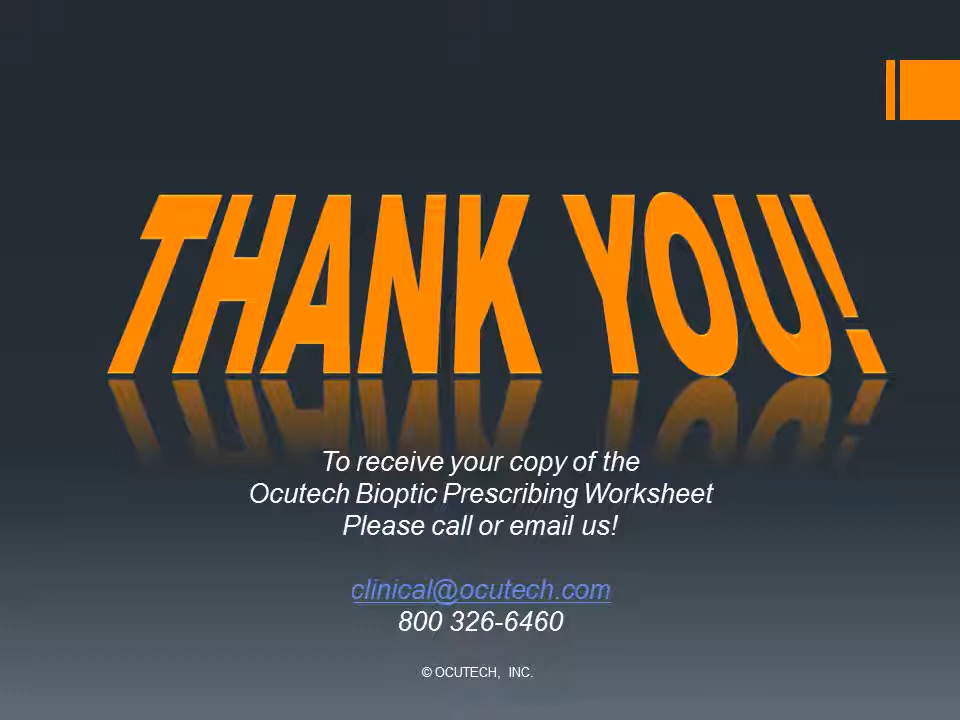 THANK YOU!
To receive your copy of the
Ocutech Bioptic Prescribing Worksheet
Please call or email us!
clinical@ocutech.com
800 326-6460
© OCUTECH, INC.